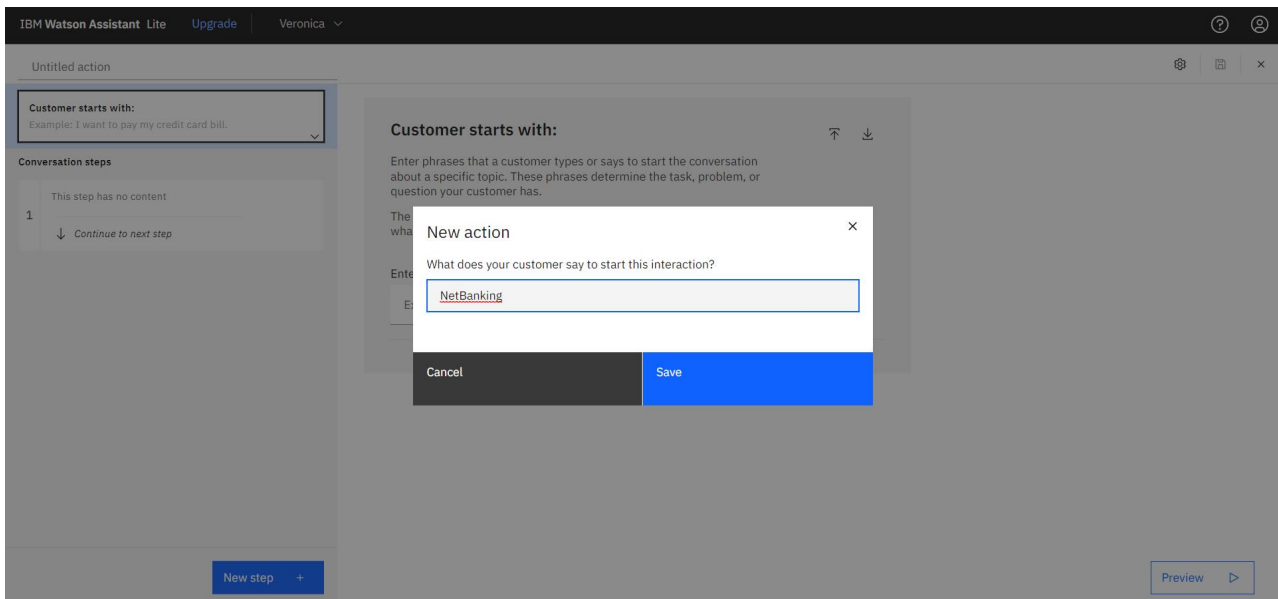 IBM Watson Assistant Lite Upgrade Veronica
Untitled action
Customer starts with:
Example: I want to pay my credit card bill.
Conversation steps
1
This step has no content
Continue to next step
New step +
Customer starts with:
Enter phrases that a customer types or says to start the conversation
about a specific topic. These phrases determine the task, problem, or
question your customer has.
The
wha
Ente
New action
What does your customer say to start this interaction?
NetBanking
Cancel
Save
Preview